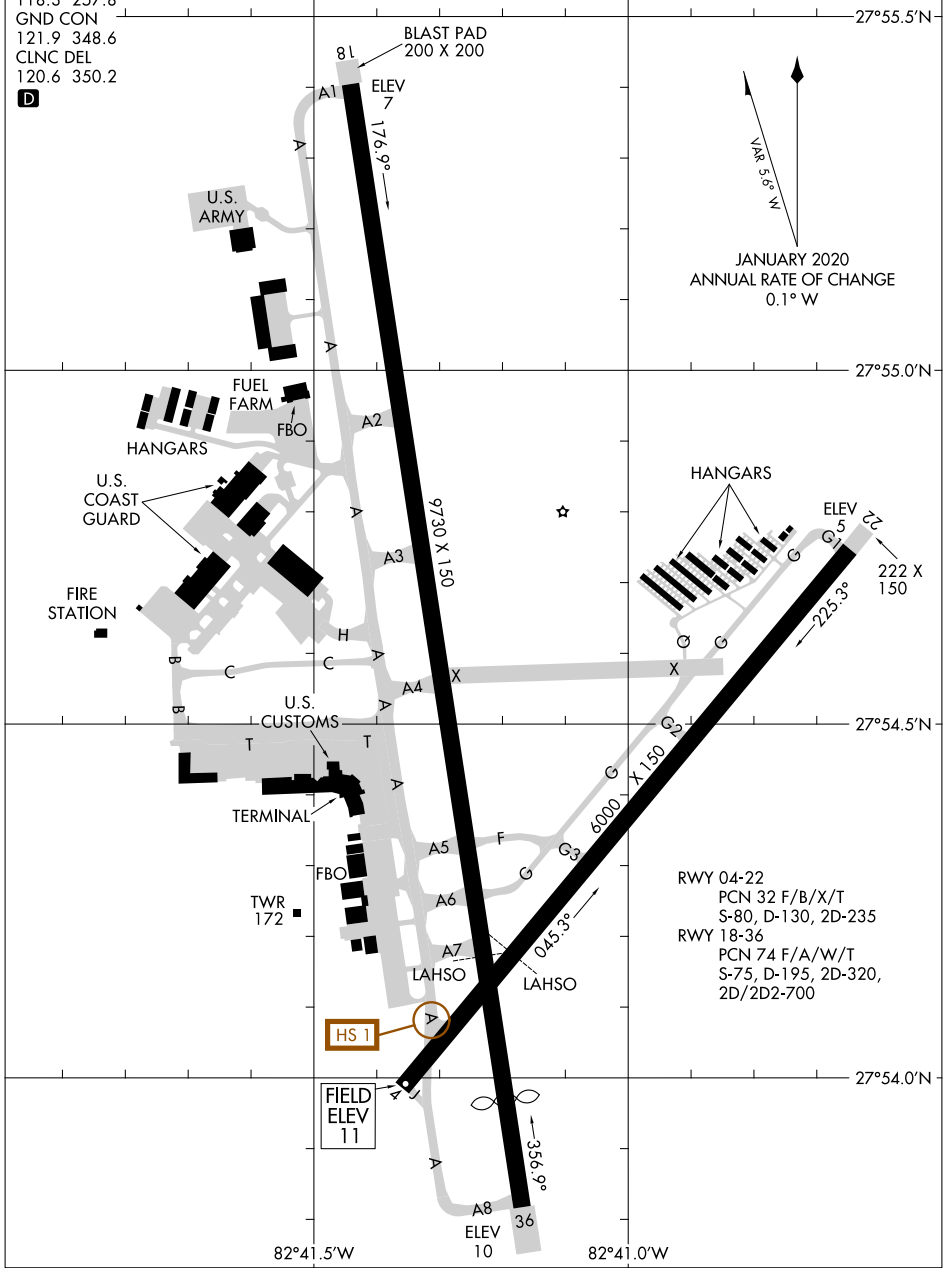 GND CON
121.9 348.6
CLNC DEL
120.6 350.2
D
27°55.5'N
BLAST PAD
200 X 200
18
ELEV
7
A1
A
176.9°
VAR 5.6° W
JANUARY 2020
ANNUAL RATE OF CHANGE
0.1° W
U.S.
ARMY
A
27°55.0'N
FUEL
FARM
FBO
A2
HANGARS
U.S.
COAST
GUARD
A
9730 X 150
A3
HANGARS
ELEV
5
22
G1
G
222 X
150
225.3°
FIRE
STATION
H
A
Q
G
B
C
C
X
X
A4
A
B
U.S.
CUSTOMS
27°54.5'N
T
T
G2
A
G
6000 X 150
TERMINAL
A5
F
G3
FBO
G
A6
TWR
172
RWY 04-22
PCN 32 F/B/X/T
S-80, D-130, 2D-235
RWY 18-36
PCN 74 F/A/W/T
S-75, D-195, 2D-320,
2D/2D2-700
A7
045.3°
LAHSO
LAHSO
A
HS 1
27°54.0'N
FIELD
ELEV
11
4
J
A
356.9°
A8
36
ELEV
10
82°41.5'W
82°41.0'W